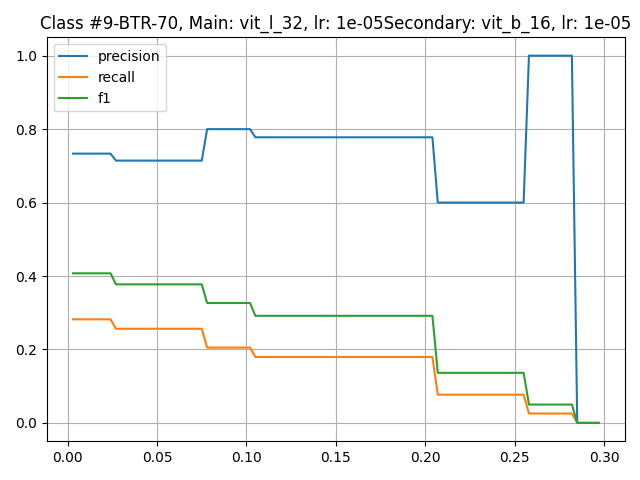 Class #9-BTR-70, Main: vit_l_32, lr: 1e-05Secondary: vit_b_16, lr: 1e-05
precision
recall
f1
1.0
0.8
0.6
0.4
0.2
0.0
0.00 0.05 0.10 0.15 0.20 0.25 0.30